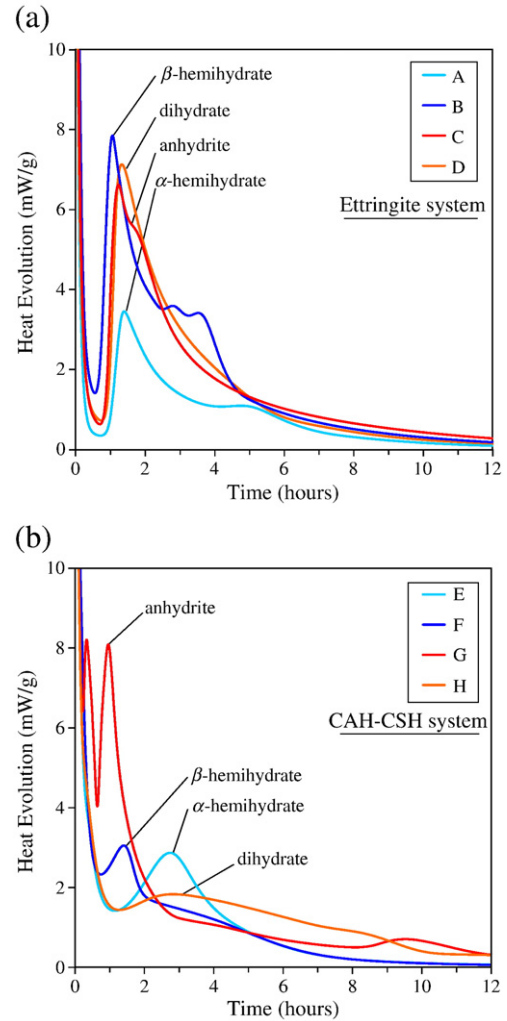 (a)
10
8
6
4
2
0
Heat Evolution (mW/g)
β-hemihydrate
dihydrate
anhydrite
α-hemihydrate
A
B
C
D
Ettringite system
0 2 4 6 8 10 12
Time (hours)
(b)
10
8
6
4
2
0
Heat Evolution (mW/g)
anhydrite
β-hemihydrate
α-hemihydrate
dihydrate
E
F
G
H
CAH-CSH system
0 2 4 6 8 10 12
Time (hours)